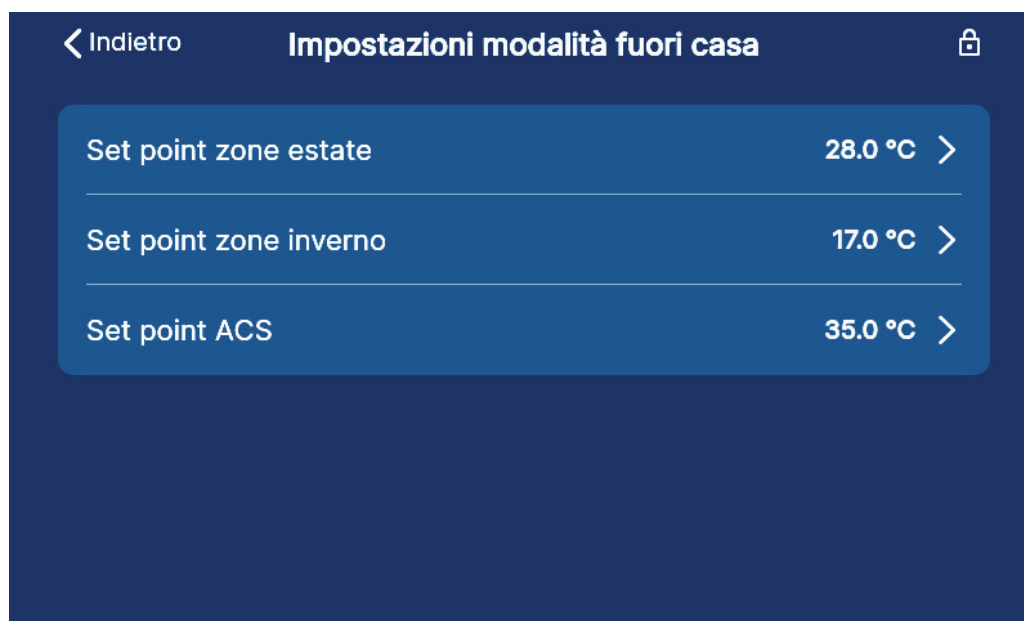 Indietro
Impostazioni modalità fuori casa
Set point zone estate 28.0 °C
Set point zone inverno 17.0 °C
Set point ACS 35.0 °C